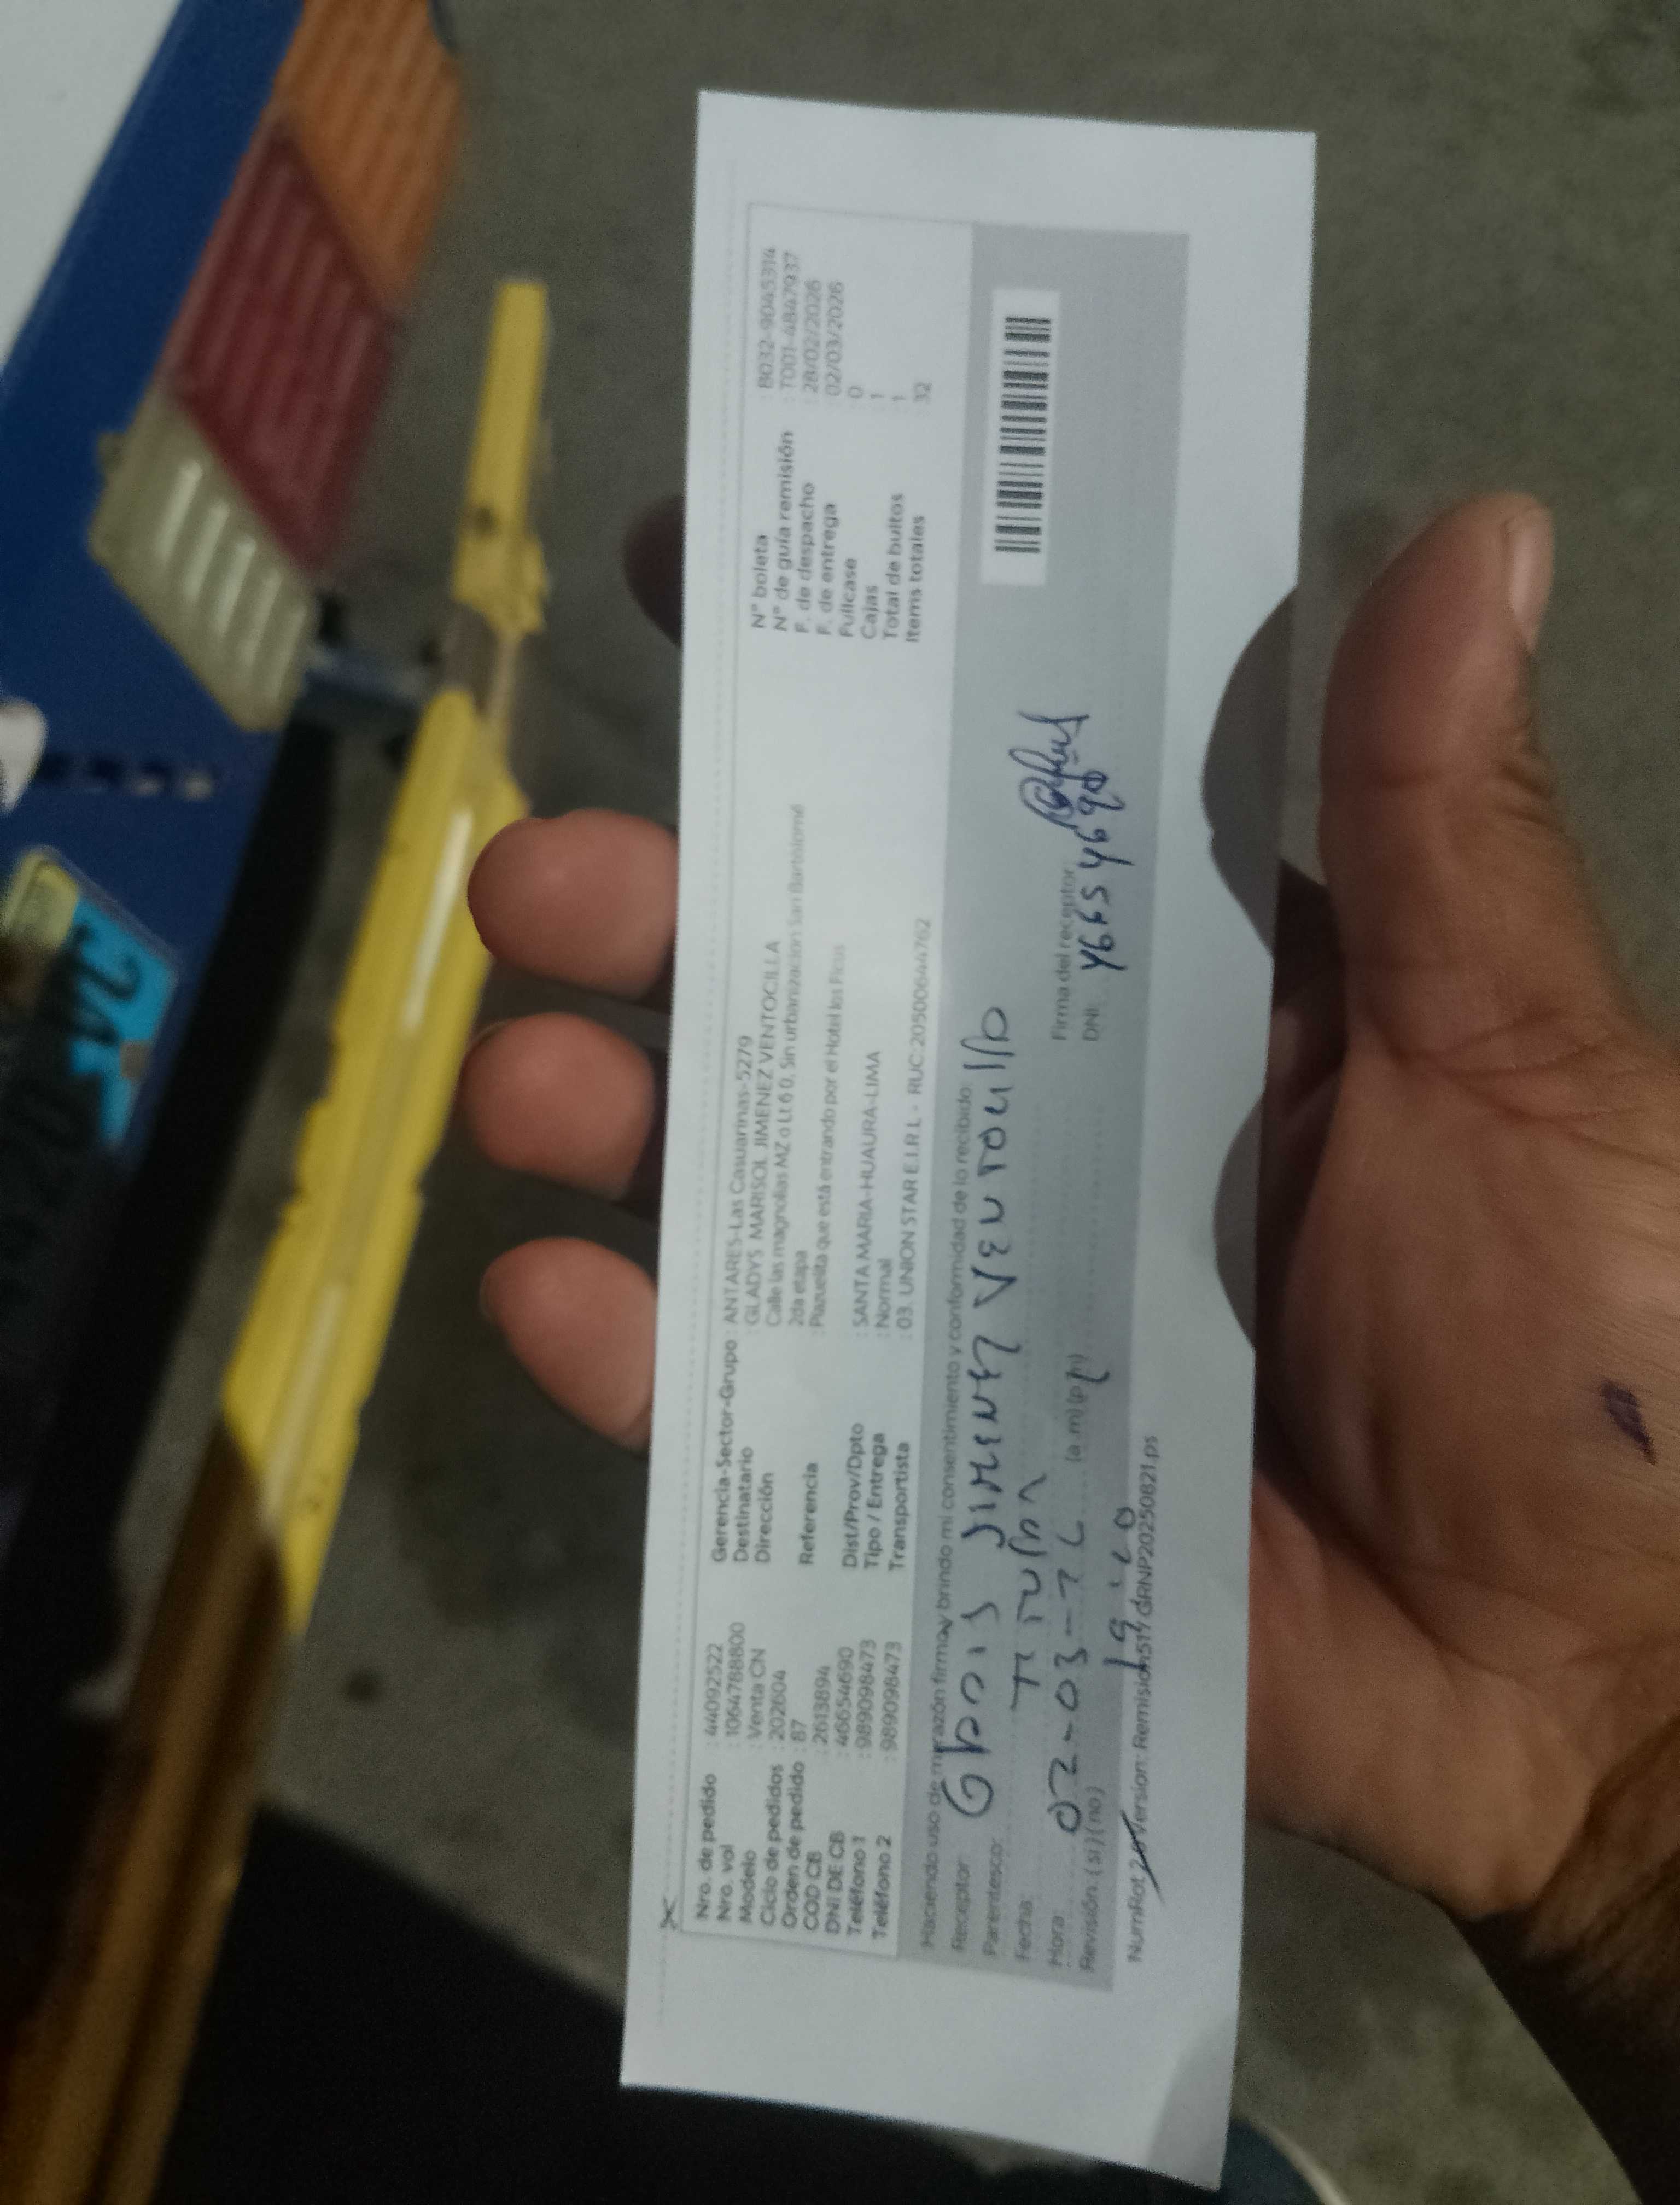 Nro. de pedido 44092522
Nro. vol : 1064788800
Modelo : Venta CN
Ciclo de pedidos : 202604
Orden de pedido : 87
COD CB : 2613894
DNI DE CB : 46654690
Teléfono 1 : 989098473
Teléfono 2 : 989098473
Gerencia-Sector-Grupo : ANTARES-Las Casuarinas-5279
Destinatario : GLADYS MARISOL JIMENEZ VENTOCILLA
Dirección Calle las magnolias MZ o Lt 6 0, Sin urbanizacion San Bartolomé
2da etapa
Referencia : Plazuelita que está entrando por el Hotel los Ficus
Dist/Prov/Dpto : SANTA MARIA-HUAURA-LIMA
Tipo / Entrega : Normal
Transportista : 03. UNION STAR E.I.R.L - RUC:20500644762
N° boleta : B032-9045314
N° de guía remisión : T001-4847937
F. de despacho : 28/02/2026
F. de entrega : 02/03/2026
Fullcase 0
Cajas 1
Total de bultos 1
Items totales 32
Haciendo uso de mi razón firmo y brindo mi consentimiento y conformidad de lo recibido:
Receptor: JIMENEZ
Parentesco:
Fecha: 02-03-26
Hora: 19:20 (a.m) (p.m)
Revisión (si) (no)
Firma del receptor
DNI 46654690
Version: Remision511/dRNP20250821.ps